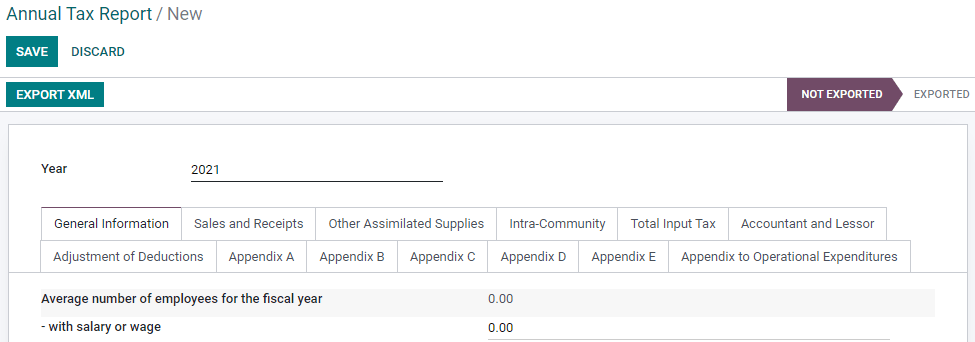 Annual Tax Report / New
SAVE DISCARD
EXPORT XML NOT EXPORTED EXPORTED
Year 2021
General Information Sales and Receipts Other Assimilated Supplies Intra-Community Total Input Tax Accountant and Lessor
Adjustment of Deductions Appendix A Appendix B Appendix C Appendix D Appendix E Appendix to Operational Expenditures
Average number of employees for the fiscal year 0.00
- with salary or wage 0.00